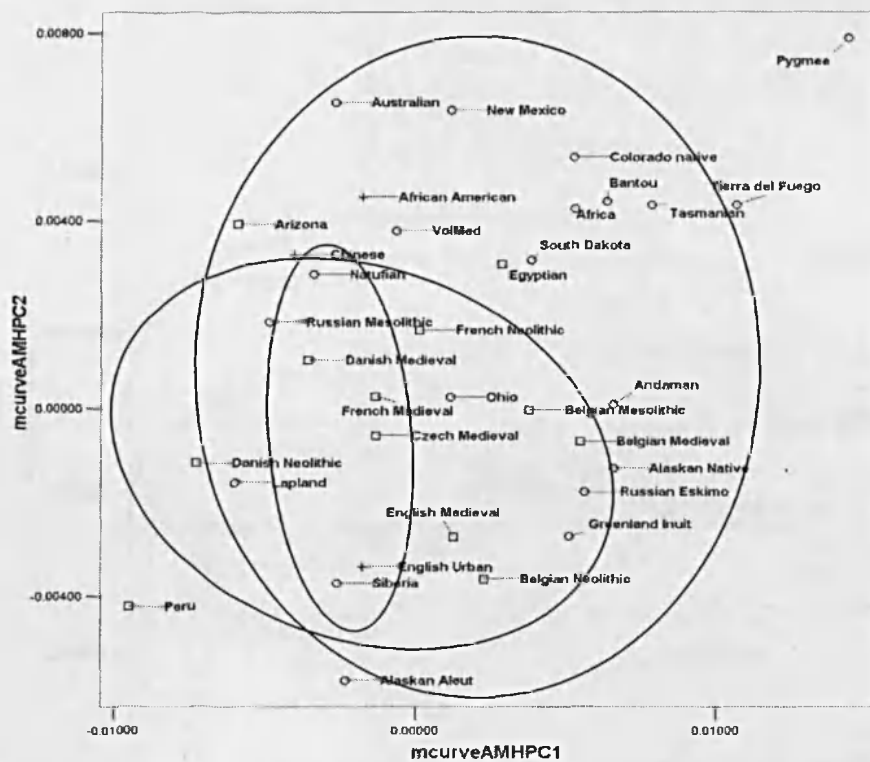 0.00800
Pygmee
Australian
New Mexico
Colorado native
Bantou
Tierra del Fuego
African American
Africa
Tasmanian
0.00400
Arizona
VolMed
South Dakota
Chinese
Egyptian
Natufian
Russian Mesolithic
French Neolithic
Danish Medieval
mcurveAMHPC2
Andaman
Ohio
0.00000
French Medieval
Belgian Mesolithic
Czech Medieval
Belgian Medieval
Danish Neolithic
Alaskan Native
Lapland
Russian Eskimo
English Medieval
Greenland Inuit
English Urban
Siberia
Belgian Neolithic
-0.00400
Peru
Alaskan Aleut
-0.01000
0.00000
0.01000
mcurveAMHPC1